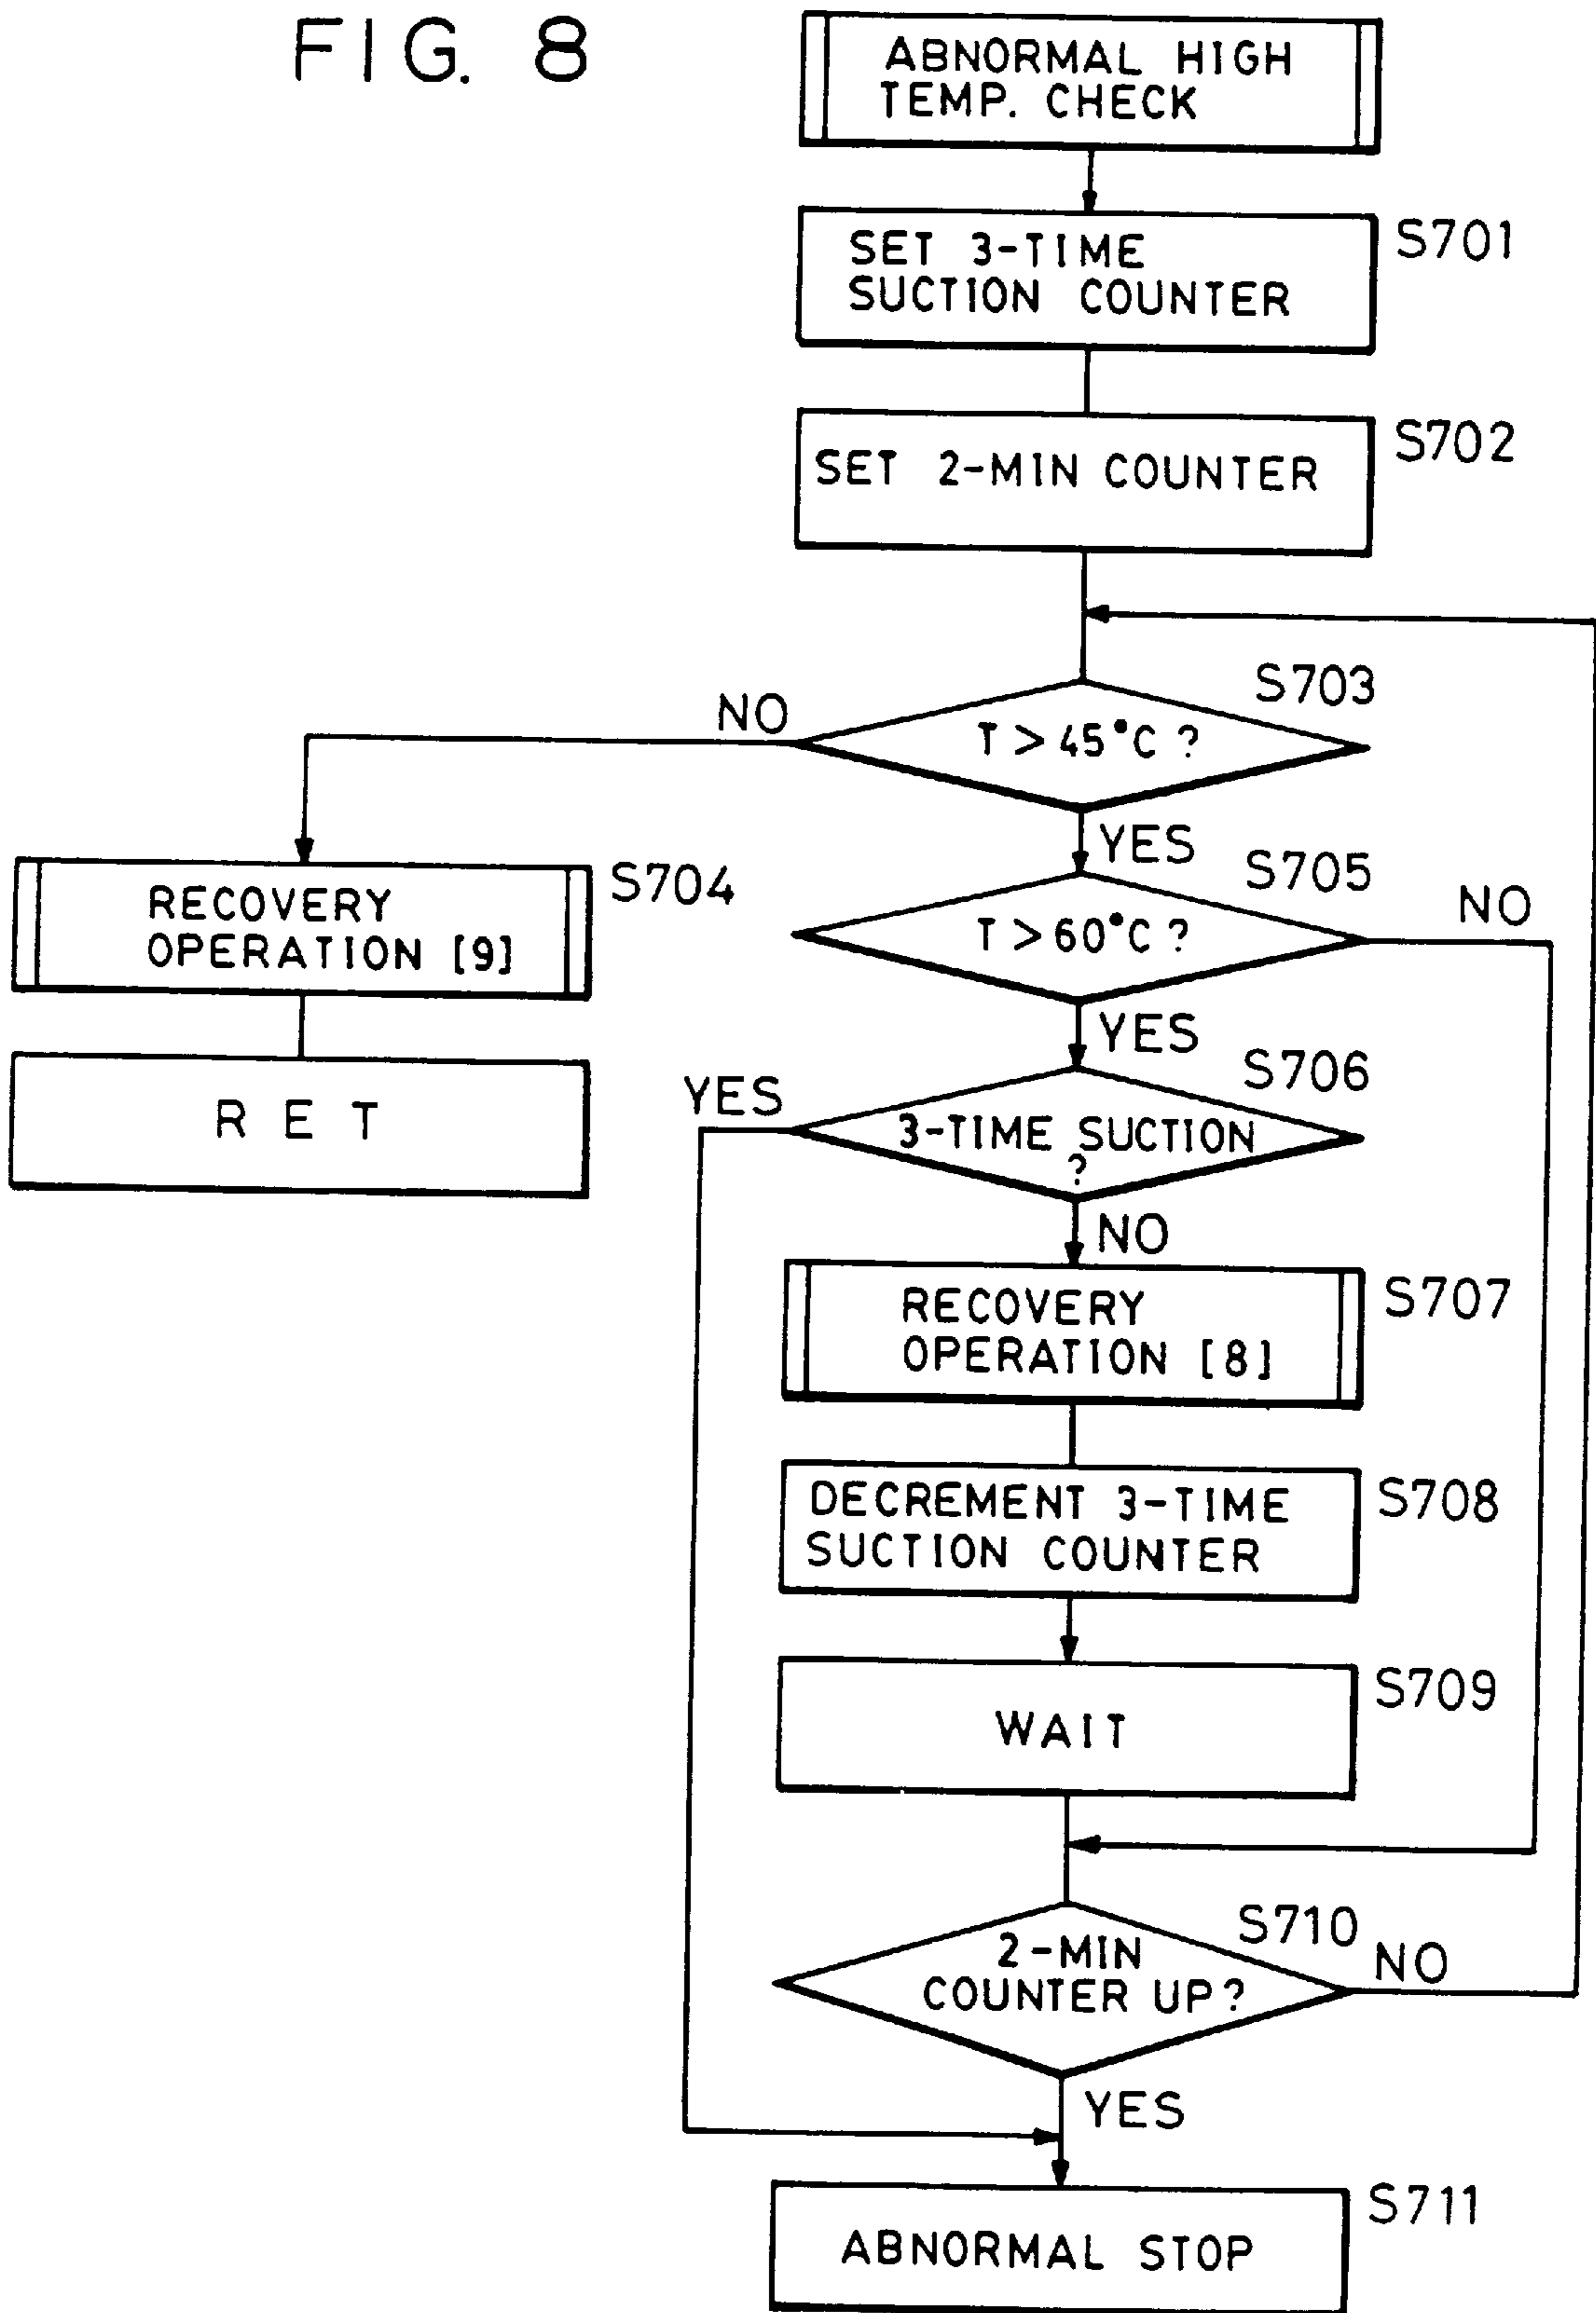 FIG. 8
ABNORMAL HIGH
TEMP. CHECK
S701
SET 3-TIME
SUCTION COUNTER
S702
SET 2-MIN COUNTER
S703
NO
T > 45°C ?
YES
S704
RECOVERY
OPERATION [9]
RET
S705
NO
T > 60°C ?
YES
S706
YES
3-TIME SUCTION
?
NO
S707
RECOVERY
OPERATION [8]
S708
DECREMENT 3-TIME
SUCTION COUNTER
S709
WAIT
S710
2-MIN
COUNTER UP?
NO
YES
S711
ABNORMAL STOP